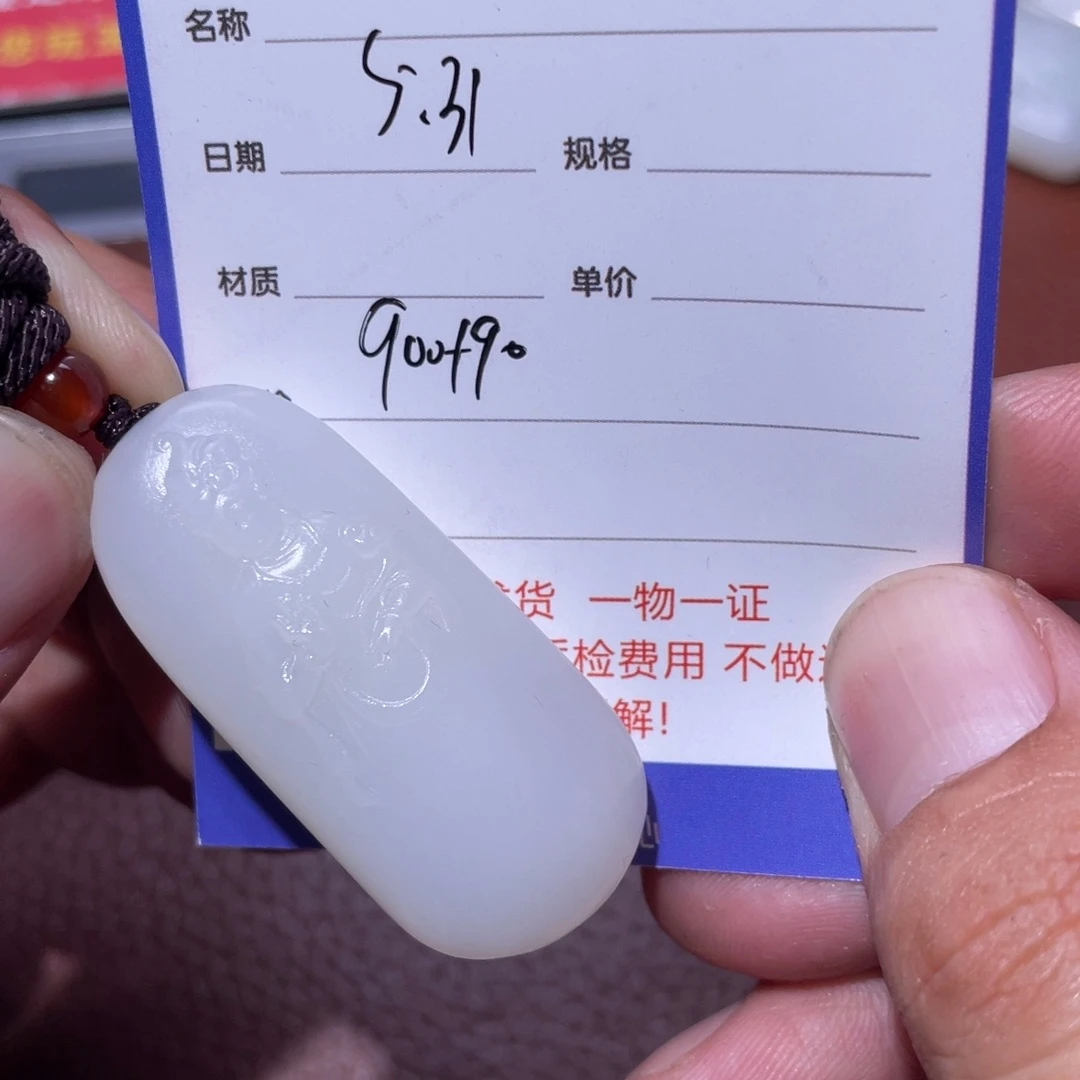 名称
5.31
日期 规格
材质 单价
900+90
货 一物一证
检费用 不做
解!